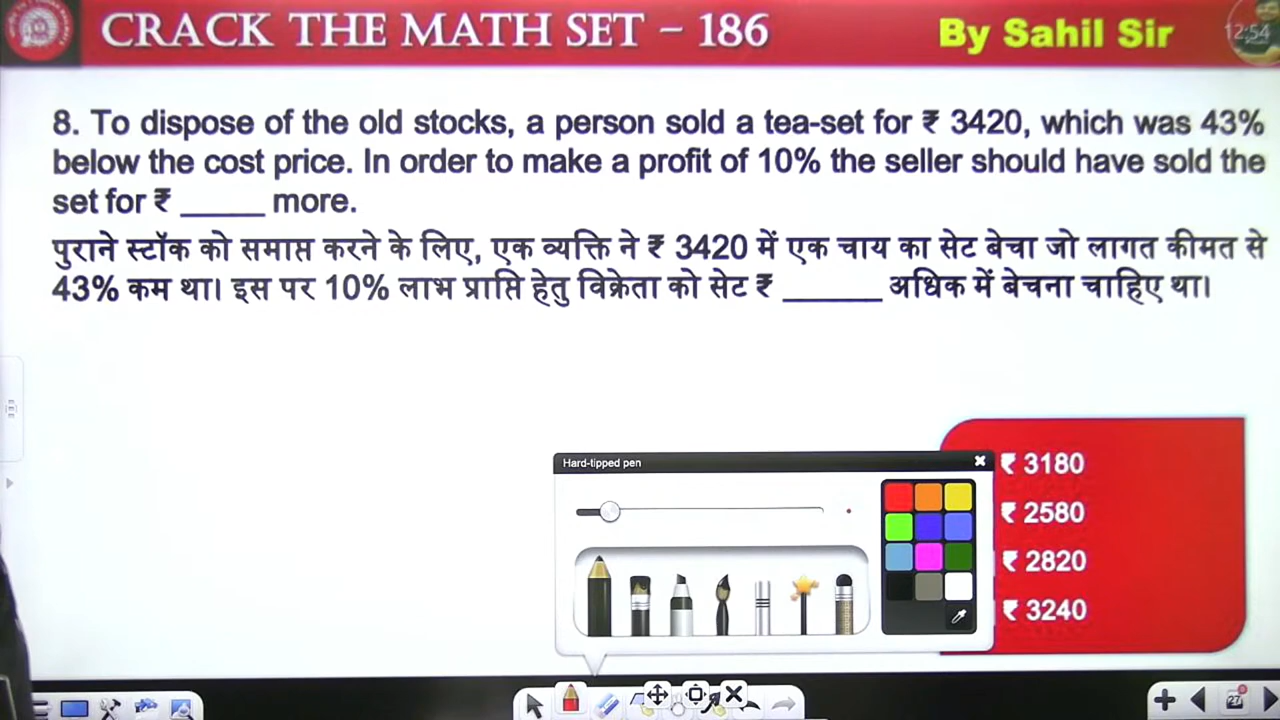 CRACK THE MATH SET – 186
By Sahil Sir
12:54
8. To dispose of the old stocks, a person sold a tea-set for ₹ 3420, which was 43%
below the cost price. In order to make a profit of 10% the seller should have sold the
set for ₹ _____ more.
पुराने स्टॉक को समाप्त करने के लिए, एक व्यक्ति ने ₹ 3420 में एक चाय का सेट बेचा जो लागत कीमत से
43% कम था। इस पर 10% लाभ प्राप्ति हेतु विक्रेता को सेट ₹ ______ अधिक में बेचना चाहिए था।
Hard-tipped pen
₹ 3180
₹ 2580
₹ 2820
₹ 3240
27